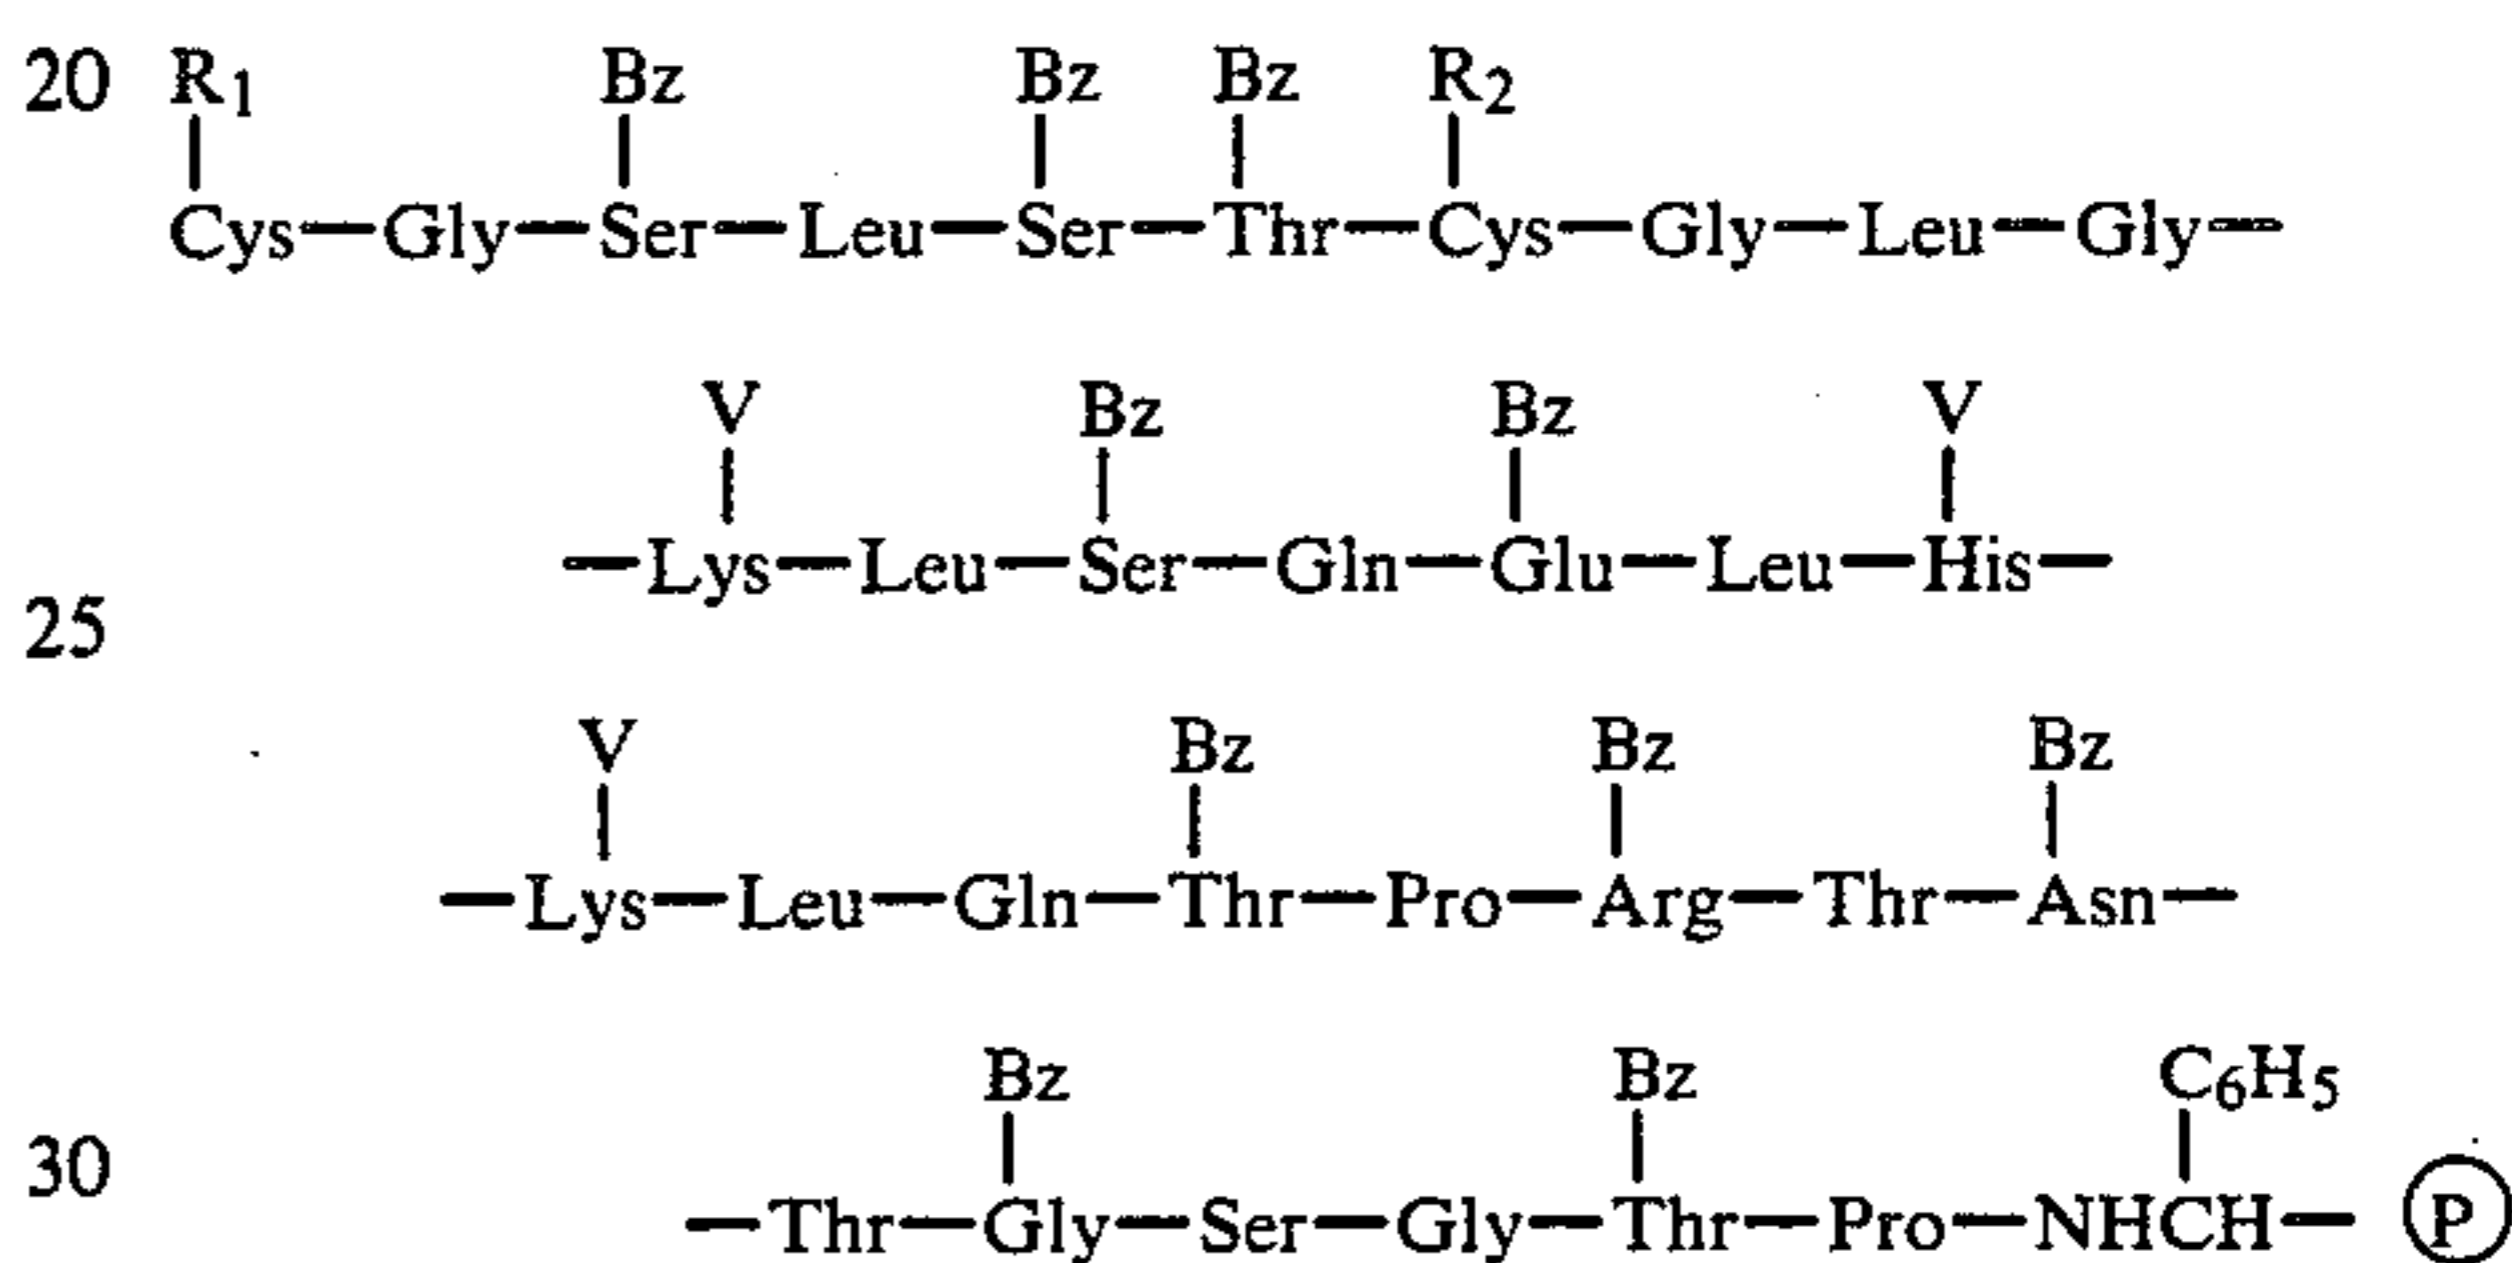 20 R1 Bz Bz Bz R2
Cys—Gly—Ser—Leu—Ser—Thr—Cys—Gly—Leu—Gly—
V Bz Bz V
—Lys—Leu—Ser—Gln—Glu—Leu—His—
25
V Bz Bz Bz
—Lys—Leu—Gln—Thr—Pro—Arg—Thr—Asn—
Bz Bz C6H5
30
—Thr—Gly—Ser—Gly—Thr—Pro—NHCH— P